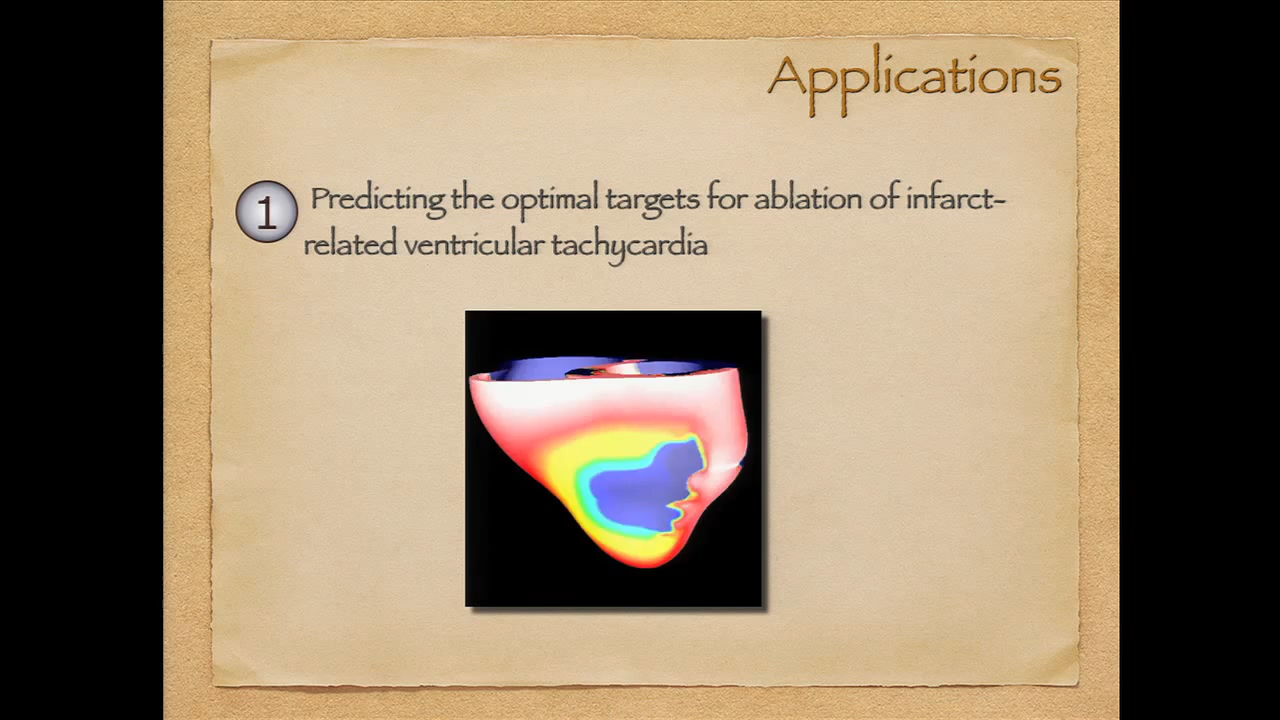 Applications
1 Predicting the optimal targets for ablation of infarct-
related ventricular tachycardia